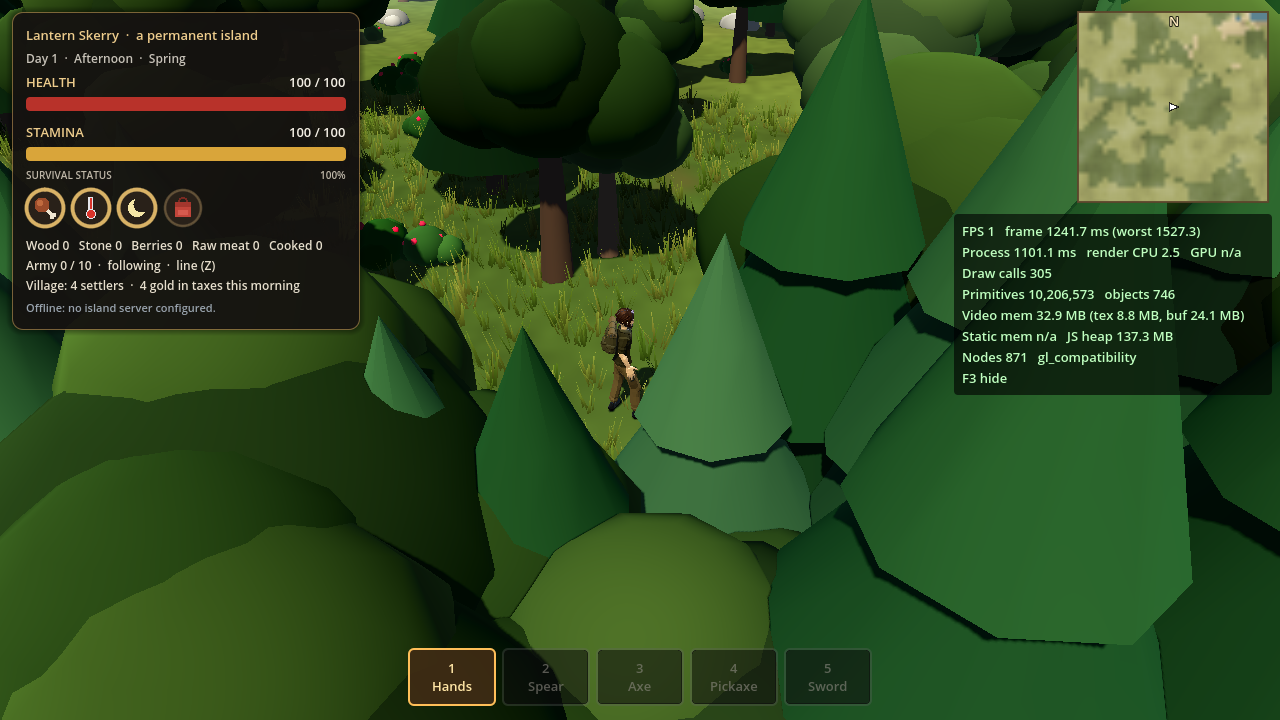 Lantern Skerry · a permanent island
Day 1 · Afternoon · Spring
HEALTH 100 / 100
STAMINA 100 / 100
SURVIVAL STATUS 100%
Wood 0 Stone 0 Berries 0 Raw meat 0 Cooked 0
Army 0 / 10 · following · line (Z)
Village: 4 settlers · 4 gold in taxes this morning
Offline: no island server configured.
N
FPS 1 frame 1241.7 ms (worst 1527.3)
Process 1101.1 ms render CPU 2.5 GPU n/a
Draw calls 305
Primitives 10,206,573 objects 746
Video mem 32.9 MB (tex 8.8 MB, buf 24.1 MB)
Static mem n/a JS heap 137.3 MB
Nodes 871 gl_compatibility
F3 hide
1
Hands
2
Spear
3
Axe
4
Pickaxe
5
Sword